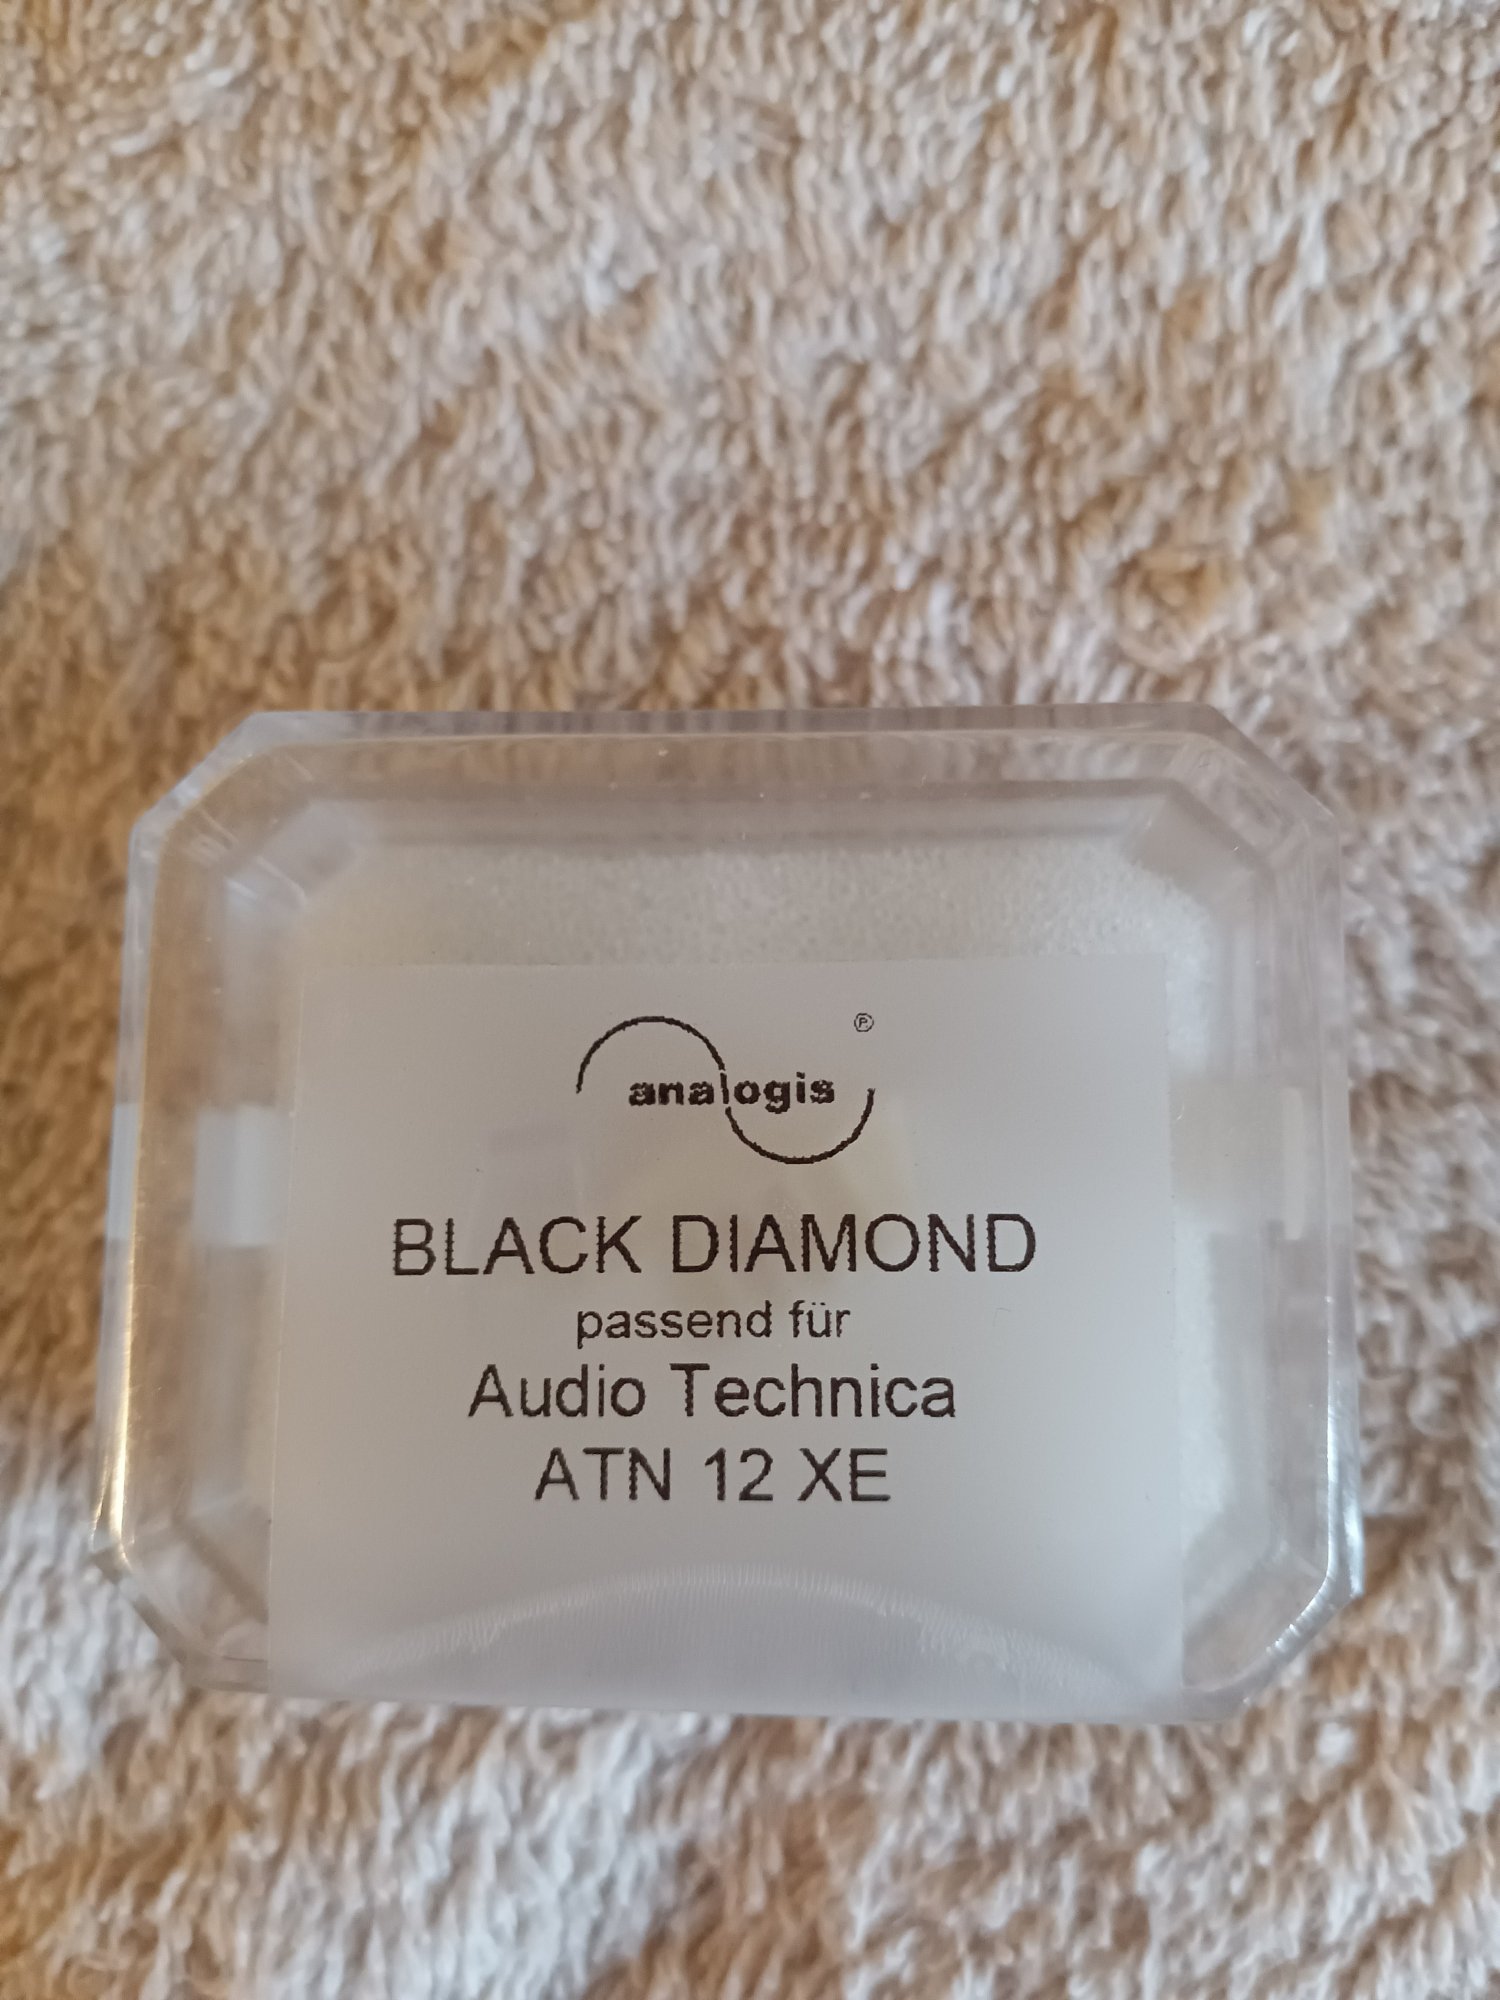 analogis
BLACK DIAMOND
passend für
Audio Technica
ATN 12 XE